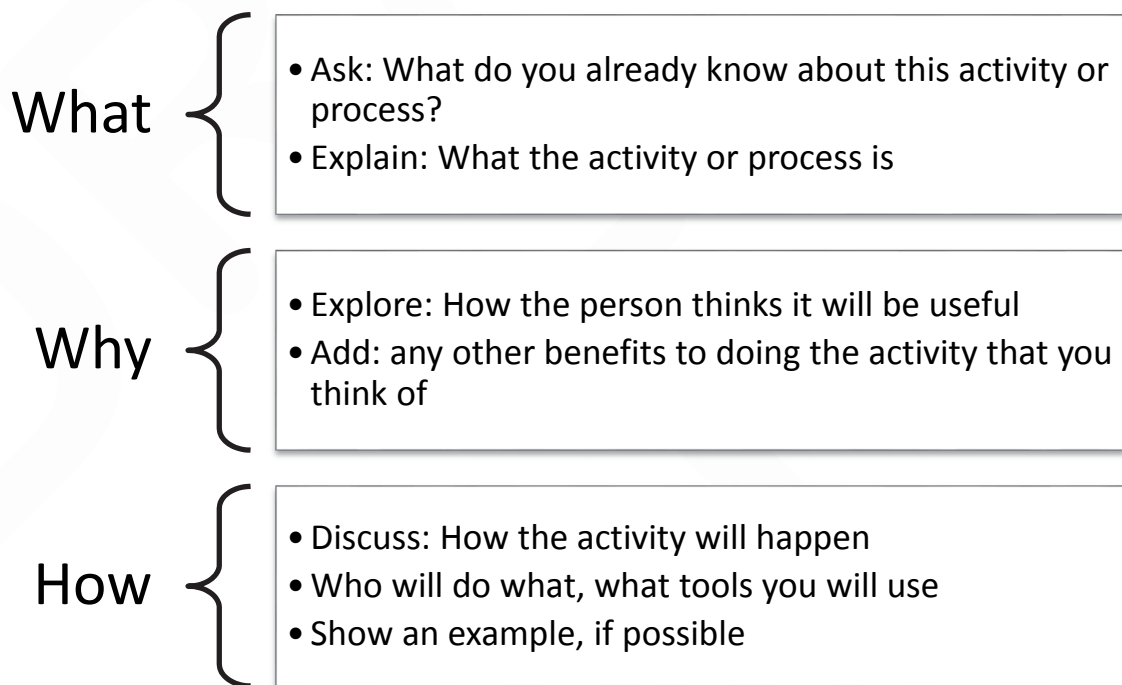 What
• Ask: What do you already know about this activity or
process?
• Explain: What the activity or process is
Why
• Explore: How the person thinks it will be useful
• Add: any other benefits to doing the activity that you
think of
How
• Discuss: How the activity will happen
• Who will do what, what tools you will use
• Show an example, if possible